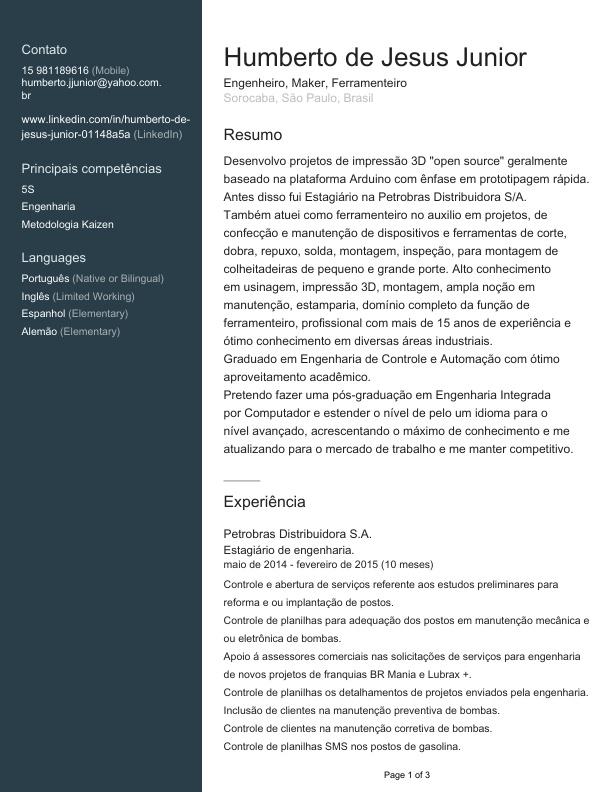 Contato
15 981189616 (Mobile)
humberto.jjunior@yahoo.com.
br
www.linkedin.com/in/humberto-de-
jesus-junior-01148a5a (LinkedIn)
Principais competências
5S
Engenharia
Metodologia Kaizen
Languages
Português (Native or Bilingual)
Inglês (Limited Working)
Espanhol (Elementary)
Alemão (Elementary)
Humberto de Jesus Junior
Engenheiro, Maker, Ferramenteiro
Sorocaba, São Paulo, Brasil
Resumo
Desenvolvo projetos de impressão 3D "open source" geralmente
baseado na plataforma Arduino com ênfase em prototipagem rápida.
Antes disso fui Estagiário na Petrobras Distribuidora S/A.
Também atuei como ferramenteiro no auxilio em projetos, de
confecção e manutenção de dispositivos e ferramentas de corte,
dobra, repuxo, solda, montagem, inspeção, para montagem de
colheitadeiras de pequeno e grande porte. Alto conhecimento
em usinagem, impressão 3D, montagem, ampla noção em
manutenção, estamparia, domínio completo da função de
ferramenteiro, profissional com mais de 15 anos de experiência e
ótimo conhecimento em diversas áreas industriais.
Graduado em Engenharia de Controle e Automação com ótimo
aproveitamento acadêmico.
Pretendo fazer uma pós-graduação em Engenharia Integrada
por Computador e estender o nível de pelo um idioma para o
nível avançado, acrescentando o máximo de conhecimento e me
atualizando para o mercado de trabalho e me manter competitivo.
Experiência
Petrobras Distribuidora S.A.
Estagiário de engenharia.
maio de 2014 - fevereiro de 2015 (10 meses)
Controle e abertura de serviços referente aos estudos preliminares para
reforma e ou implantação de postos.
Controle de planilhas para adequação dos postos em manutenção mecânica e
ou eletrônica de bombas.
Apoio á assessores comerciais nas solicitações de serviços para engenharia
de novos projetos de franquias BR Mania e Lubrax +.
Controle de planilhas os detalhamentos de projetos enviados pela engenharia.
Inclusão de clientes na manutenção preventiva de bombas.
Controle de clientes na manutenção corretiva de bombas.
Controle de planilhas SMS nos postos de gasolina.
Page 1 of 3